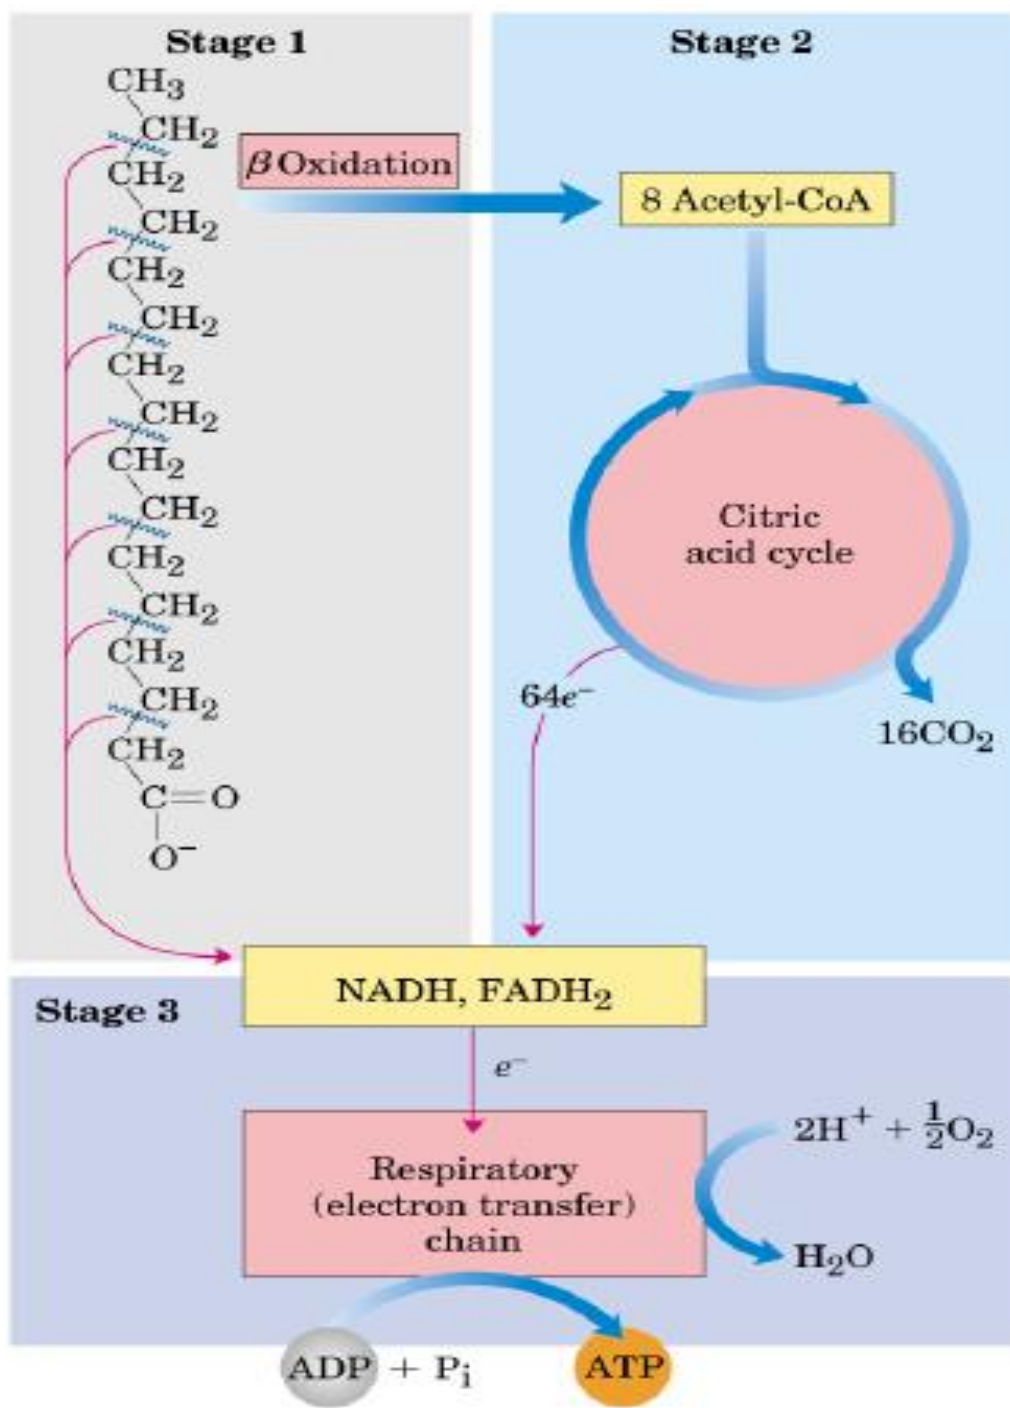 Stage 1
CH₃
CH₂
CH₂
CH₂
CH₂
CH₂
CH₂
CH₂
CH₂
CH₂
CH₂
CH₂
CH₂
CH₂
CH₂
C=O
O⁻
β Oxidation
Stage 2
8 Acetyl-CoA
Citric
acid cycle
64e⁻
16CO₂
NADH, FADH₂
Stage 3
e⁻
Respiratory
(electron transfer)
chain
2H⁺ + ½O₂
H₂O
ADP + Pᵢ
ATP